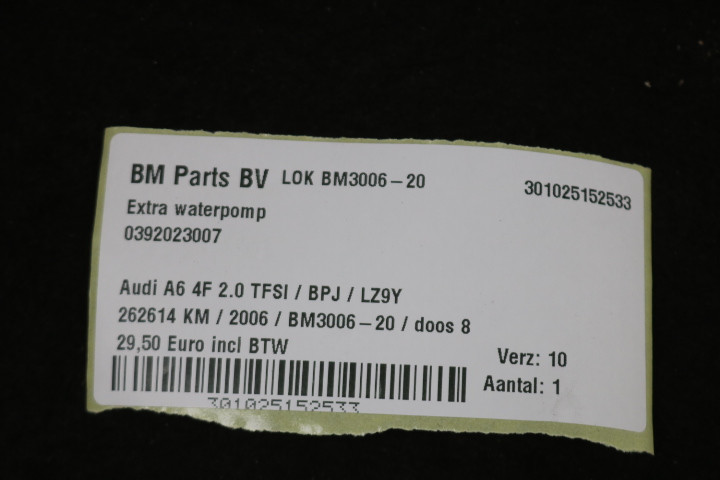 BM Parts BV LOK BM3006-20 301025152533
Extra waterpomp
0392023007
Audi A6 4F 2.0 TFSI / BPJ / LZ9Y
262614 KM / 2006 / BM3006-20 / doos 8
29,50 Euro incl BTW Verz: 10
Aantal: 1
301025152533